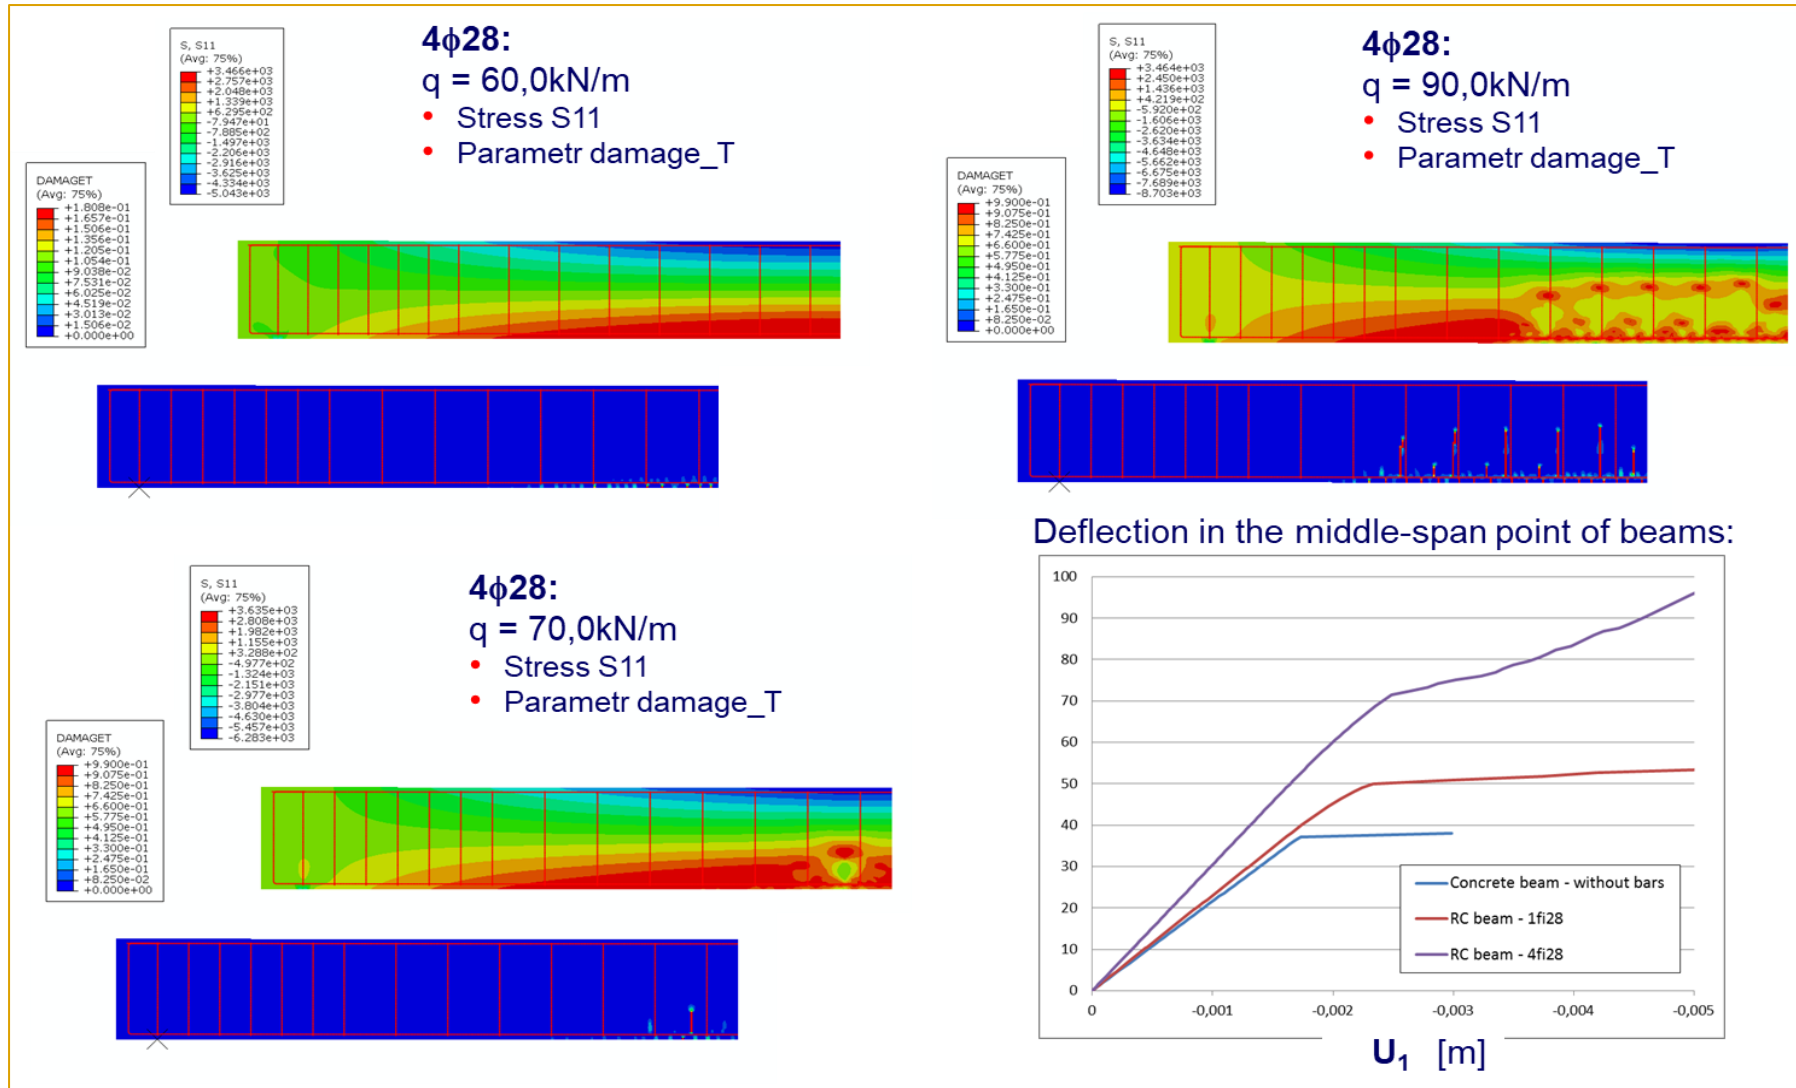 S, S11
(Avg: 75%)
+3.466e+03
+2.757e+03
+2.048e+03
+1.339e+03
+6.295e+02
-7.947e+01
-7.885e+02
-1.497e+03
-2.206e+03
-2.916e+03
-3.625e+03
-4.334e+03
-5.043e+03
4ϕ28:
q = 60,0kN/m
• Stress S11
• Parametr damage_T
DAMAGET
(Avg: 75%)
+1.808e-01
+1.657e-01
+1.506e-01
+1.356e-01
+1.205e-01
+1.054e-01
+9.038e-02
+7.531e-02
+6.025e-02
+4.519e-02
+3.013e-02
+1.506e-02
+0.000e+00
S, S11
(Avg: 75%)
+3.464e+03
+2.450e+03
+1.436e+03
+4.219e+02
-5.920e+02
-1.606e+03
-2.620e+03
-3.634e+03
-4.648e+03
-5.662e+03
-6.675e+03
-7.689e+03
-8.703e+03
4ϕ28:
q = 90,0kN/m
• Stress S11
• Parametr damage_T
DAMAGET
(Avg: 75%)
+9.900e-01
+9.075e-01
+8.250e-01
+7.425e-01
+6.600e-01
+5.775e-01
+4.950e-01
+4.125e-01
+3.300e-01
+2.475e-01
+1.650e-01
+8.250e-02
+0.000e+00
S, S11
(Avg: 75%)
+3.635e+03
+2.808e+03
+1.982e+03
+1.155e+03
+3.288e+02
-4.977e+02
-1.324e+03
-2.151e+03
-2.977e+03
-3.804e+03
-4.630e+03
-5.457e+03
-6.283e+03
4ϕ28:
q = 70,0kN/m
• Stress S11
• Parametr damage_T
DAMAGET
(Avg: 75%)
+9.900e-01
+9.075e-01
+8.250e-01
+7.425e-01
+6.600e-01
+5.775e-01
+4.950e-01
+4.125e-01
+3.300e-01
+2.475e-01
+1.650e-01
+8.250e-02
+0.000e+00
Deflection in the middle-span point of beams:
100
90
80
70
60
50
40
30
20
10
0
Concrete beam - without bars
RC beam - 1fi28
RC beam - 4fi28
0 -0,001 -0,002 -0,003 -0,004 -0,005
U₁ [m]